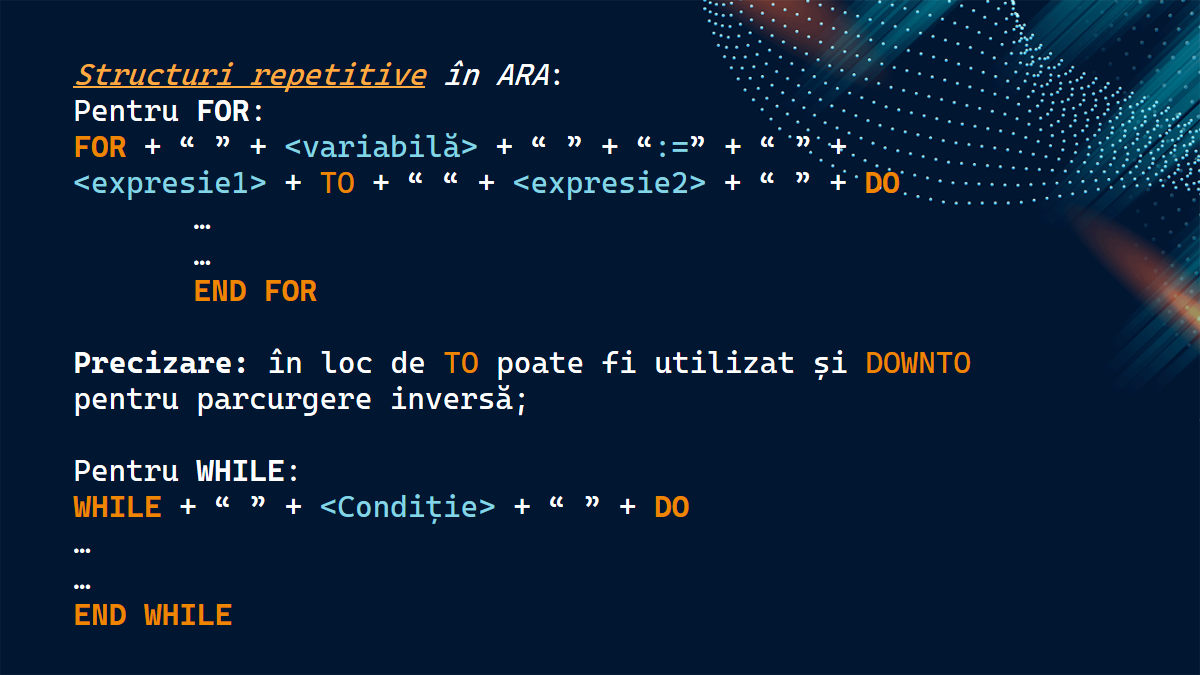 Structuri repetitive în ARA:
Pentru FOR:
FOR + “ ” + <variabilă> + “ ” + “:=” + “ ” +
<expresie1> + TO + “ “ + <expresie2> + “ ” + DO
…
…
END FOR
Precizare: în loc de TO poate fi utilizat și DOWNTO
pentru parcurgere inversă;
Pentru WHILE:
WHILE + “ ” + <Condiție> + “ ” + DO
…
…
END WHILE